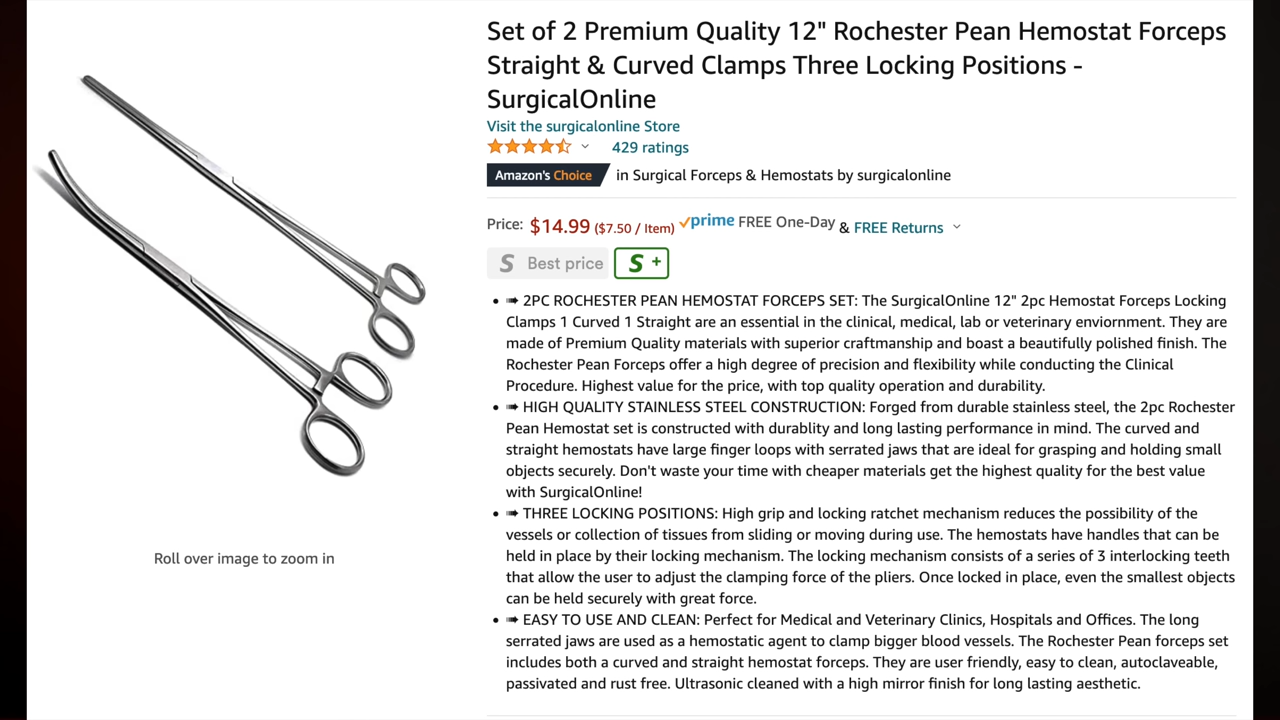 Set of 2 Premium Quality 12" Rochester Pean Hemostat Forceps
Straight & Curved Clamps Three Locking Positions -
SurgicalOnline
Visit the surgicalonline Store
429 ratings
Amazon's Choice in Surgical Forceps & Hemostats by surgicalonline
Price: $14.99 ($7.50 / Item) prime FREE One-Day & FREE Returns
S Best price S +
• ➠ 2PC ROCHESTER PEAN HEMOSTAT FORCEPS SET: The SurgicalOnline 12" 2pc Hemostat Forceps Locking
Clamps 1 Curved 1 Straight are an essential in the clinical, medical, lab or veterinary enviornment. They are
made of Premium Quality materials with superior craftmanship and boast a beautifully polished finish. The
Rochester Pean Forceps offer a high degree of precision and flexibility while conducting the Clinical
Procedure. Highest value for the price, with top quality operation and durability.
• ➠ HIGH QUALITY STAINLESS STEEL CONSTRUCTION: Forged from durable stainless steel, the 2pc Rochester
Pean Hemostat set is constructed with durablity and long lasting performance in mind. The curved and
straight hemostats have large finger loops with serrated jaws that are ideal for grasping and holding small
objects securely. Don't waste your time with cheaper materials get the highest quality for the best value
with SurgicalOnline!
• ➠ THREE LOCKING POSITIONS: High grip and locking ratchet mechanism reduces the possibility of the
vessels or collection of tissues from sliding or moving during use. The hemostats have handles that can be
held in place by their locking mechanism. The locking mechanism consists of a series of 3 interlocking teeth
that allow the user to adjust the clamping force of the pliers. Once locked in place, even the smallest objects
can be held securely with great force.
• ➠ EASY TO USE AND CLEAN: Perfect for Medical and Veterinary Clinics, Hospitals and Offices. The long
serrated jaws are used as a hemostatic agent to clamp bigger blood vessels. The Rochester Pean forceps set
includes both a curved and straight hemostat forceps. They are user friendly, easy to clean, autoclaveable,
passivated and rust free. Ultrasonic cleaned with a high mirror finish for long lasting aesthetic.
Roll over image to zoom in